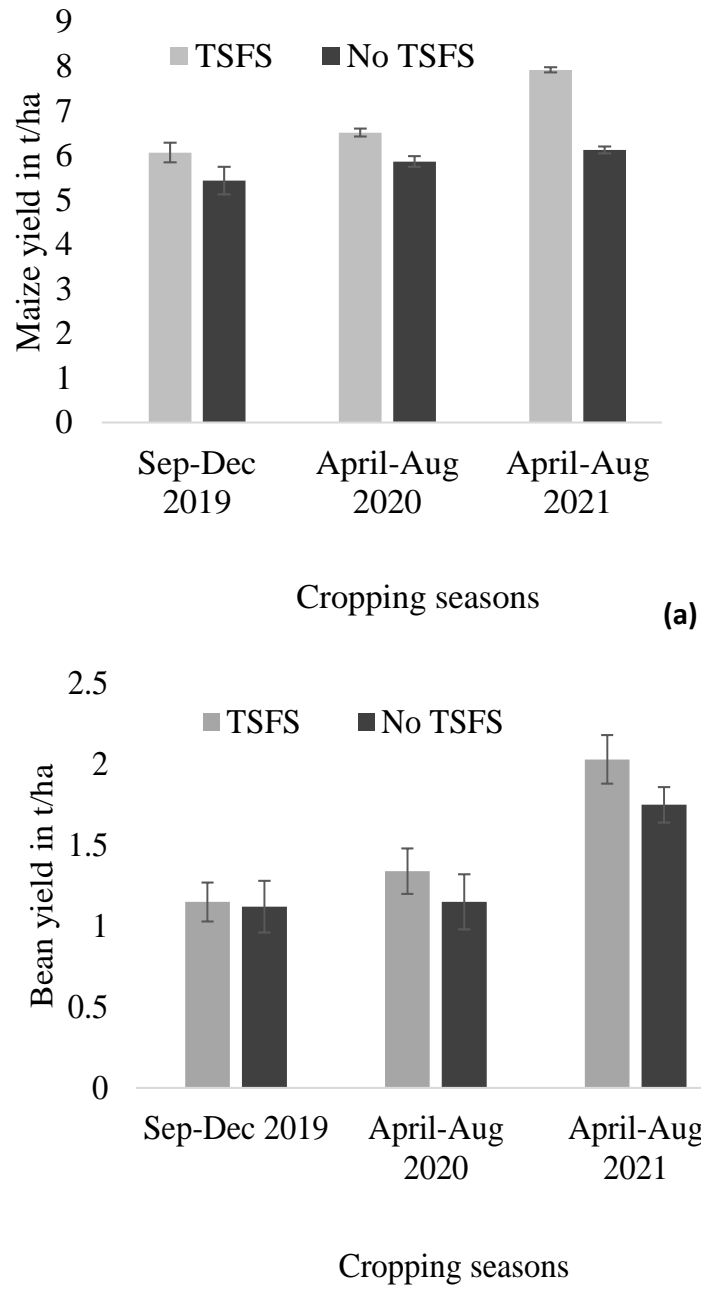 9
8
7
6
5
4
3
2
1
0
Maize yield in t/ha
TSFS No TSFS
Sep-Dec 2019
April-Aug 2020
April-Aug 2021
Cropping seasons
(a)
2.5
2
1.5
1
0.5
0
Bean yield in t/ha
TSFS No TSFS
Sep-Dec 2019
April-Aug 2020
April-Aug 2021
Cropping seasons